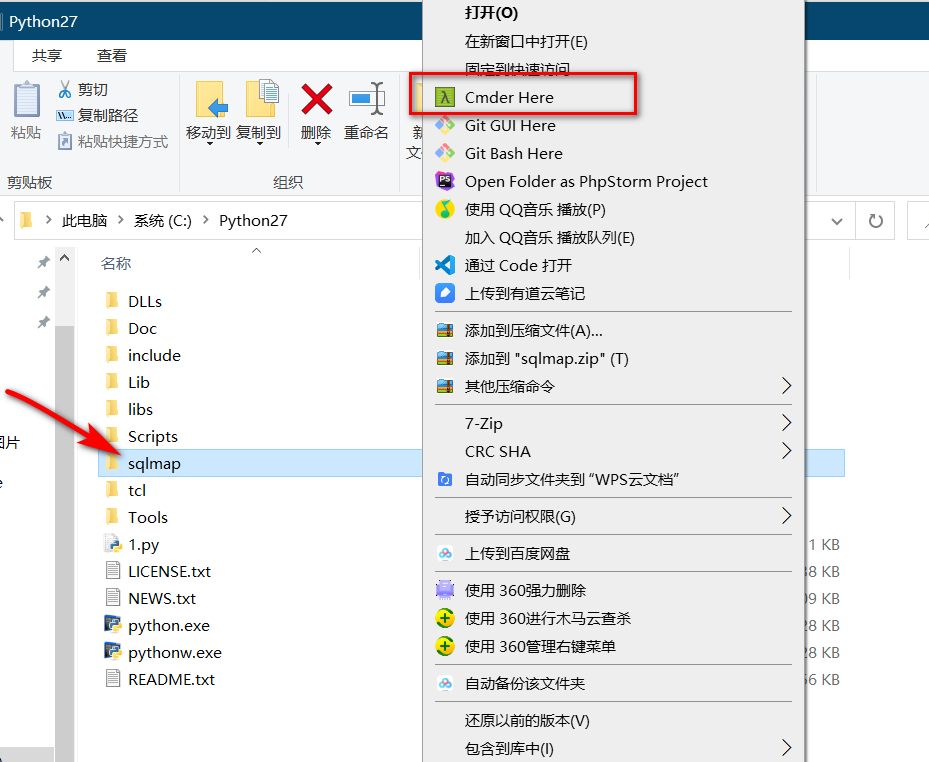 Python27
共享 查看
剪切
复制路径
粘贴快捷方式
粘贴
移动到 复制到 删除 重命名
剪贴板 组织
此电脑 系统 (C:) Python27
名称
DLLs
Doc
include
Lib
libs
Scripts
sqlmap
tcl
Tools
1.py
LICENSE.txt
NEWS.txt
python.exe
pythonw.exe
README.txt
图片
1 KB
KB
KB
KB
KB
KB
打开(O)
在新窗口中打开(E)
固定到快速访问
Cmder Here
Git GUI Here
Git Bash Here
Open Folder as PhpStorm Project
使用 QQ音乐 播放(P)
加入 QQ音乐 播放队列(E)
通过 Code 打开
上传到有道云笔记
添加到压缩文件(A)...
添加到 "sqlmap.zip" (T)
其他压缩命令
7-Zip
CRC SHA
自动同步文件夹到“WPS云文档”
授予访问权限(G)
上传到百度网盘
使用 360强力删除
使用 360进行木马云查杀
使用 360管理右键菜单
自动备份该文件夹
还原以前的版本(V)
包含到库中(I)